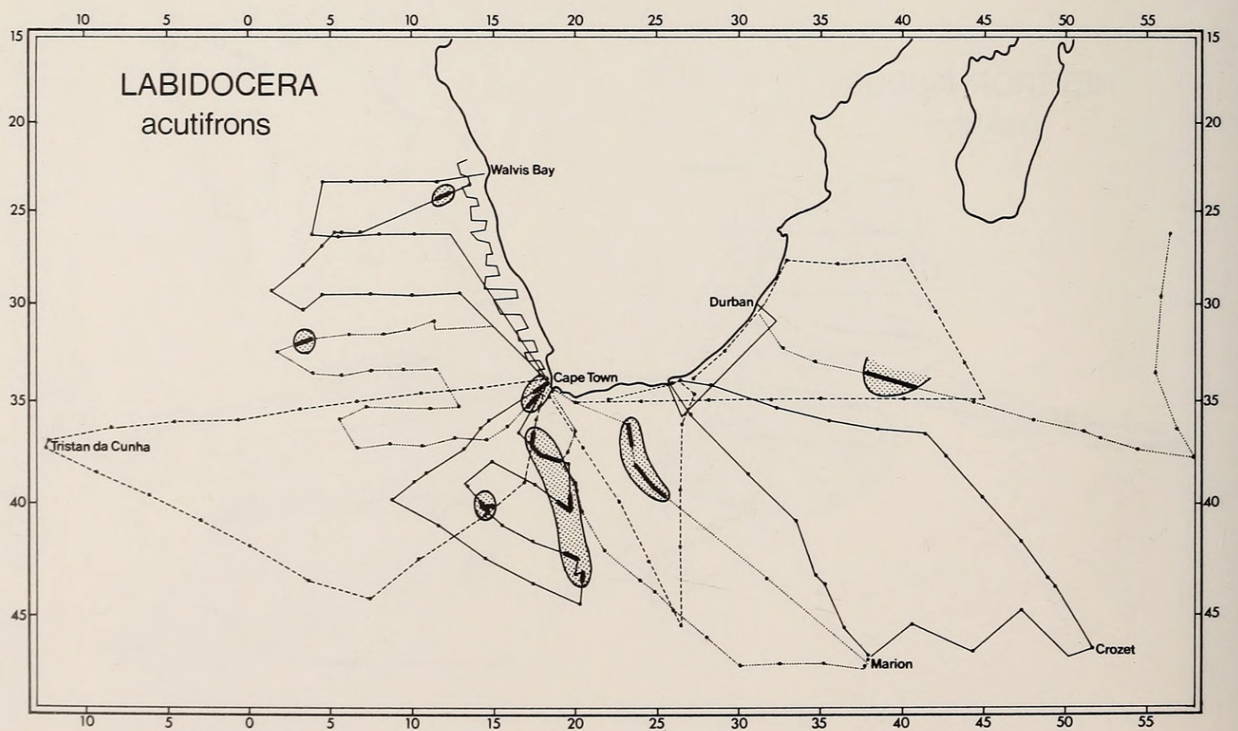 10 5 0 5 10 15 20 25 30 35 40 45 50 55
15 15
LABIDOCERA
acutifrons
20 20
Walvis Bay
25 25
30 Durban 30
Cape Town
35 35
Tristan da Cunha
40 40
45 45
Crozet
Marion
10 5 0 5 10 15 20 25 30 35 40 45 50 55